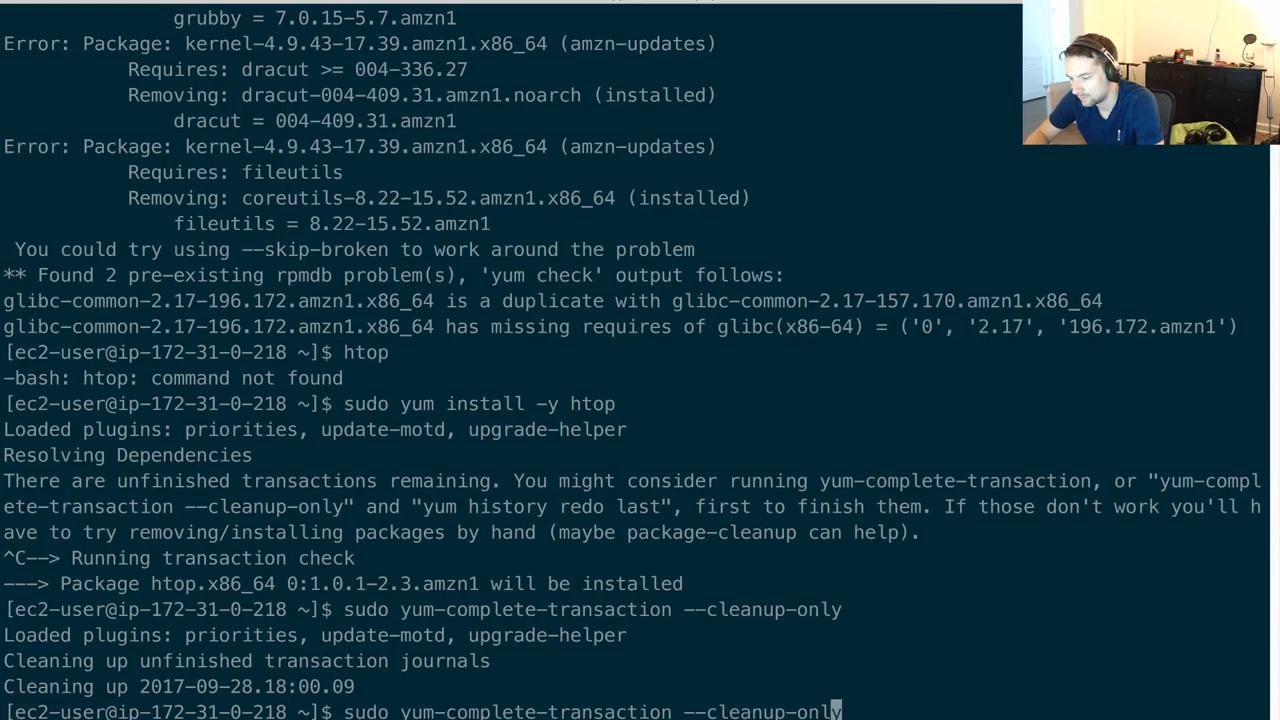 grubby = 7.0.15-5.7.amzn1
Error: Package: kernel-4.9.43-17.39.amzn1.x86_64 (amzn-updates)
Requires: dracut >= 004-336.27
Removing: dracut-004-409.31.amzn1.noarch (installed)
dracut = 004-409.31.amzn1
Error: Package: kernel-4.9.43-17.39.amzn1.x86_64 (amzn-updates)
Requires: fileutils
Removing: coreutils-8.22-15.52.amzn1.x86_64 (installed)
fileutils = 8.22-15.52.amzn1
You could try using --skip-broken to work around the problem
** Found 2 pre-existing rpmdb problem(s), 'yum check' output follows:
glibc-common-2.17-196.172.amzn1.x86_64 is a duplicate with glibc-common-2.17-157.170.amzn1.x86_64
glibc-common-2.17-196.172.amzn1.x86_64 has missing requires of glibc(x86-64) = ('0', '2.17', '196.172.amzn1')
[ec2-user@ip-172-31-0-218 ~]$ htop
-bash: htop: command not found
[ec2-user@ip-172-31-0-218 ~]$ sudo yum install -y htop
Loaded plugins: priorities, update-motd, upgrade-helper
Resolving Dependencies
There are unfinished transactions remaining. You might consider running yum-complete-transaction, or "yum-compl
ete-transaction --cleanup-only" and "yum history redo last", first to finish them. If those don't work you'll h
ave to try removing/installing packages by hand (maybe package-cleanup can help).
^C--> Running transaction check
---> Package htop.x86_64 0:1.0.1-2.3.amzn1 will be installed
[ec2-user@ip-172-31-0-218 ~]$ sudo yum-complete-transaction --cleanup-only
Loaded plugins: priorities, update-motd, upgrade-helper
Cleaning up unfinished transaction journals
Cleaning up 2017-09-28.18:00.09
[ec2-user@ip-172-31-0-218 ~]$ sudo yum-complete-transaction --cleanup-only